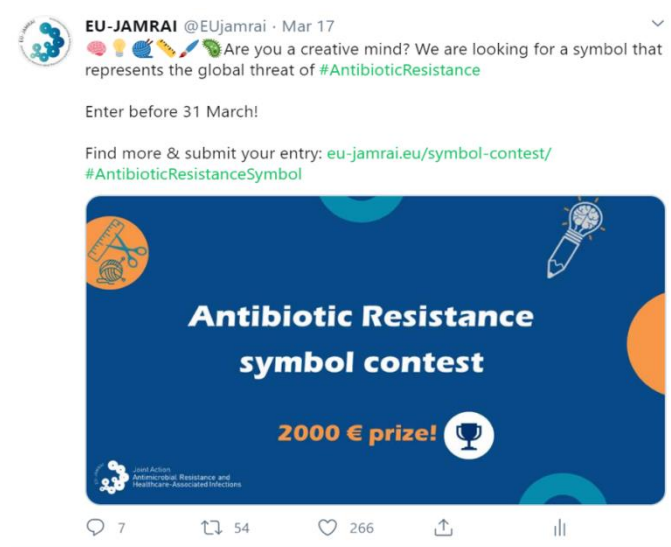 EU-JAMRAI @EUjamrai · Mar 17
🧠💡🧶📏🖌️🦠Are you a creative mind? We are looking for a symbol that
represents the global threat of #AntibioticResistance
Enter before 31 March!
Find more & submit your entry: eu-jamrai.eu/symbol-contest/
#AntibioticResistanceSymbol
Antibiotic Resistance
symbol contest
2000 € prize!
Joint Action
Antimicrobial Resistance and
Healthcare-Associated Infections
7 54 266